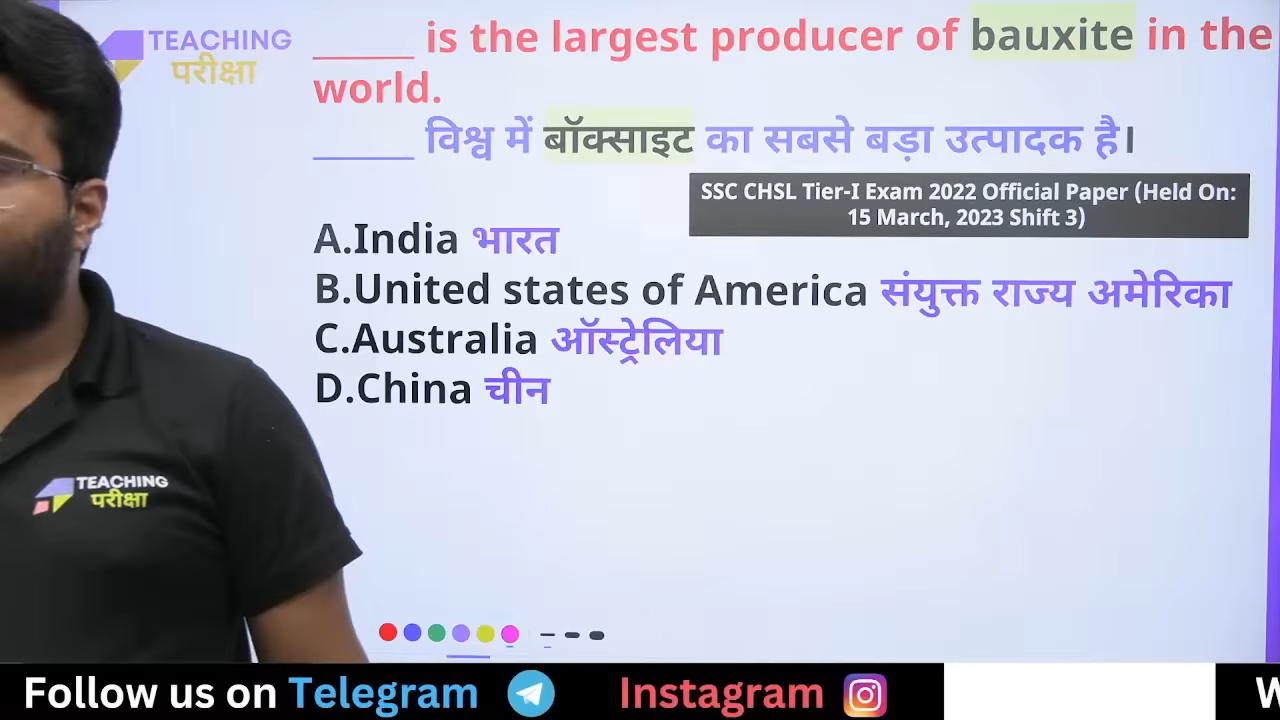 TEACHING
परीक्षा
_____ is the largest producer of bauxite in the
world.
_____ विश्व में बॉक्साइट का सबसे बड़ा उत्पादक है।
SSC CHSL Tier-I Exam 2022 Official Paper (Held On:
15 March, 2023 Shift 3)
A.India भारत
B.United states of America संयुक्त राज्य अमेरिका
C.Australia ऑस्ट्रेलिया
D.China चीन
TEACHING
परीक्षा
Follow us on Telegram Instagram W